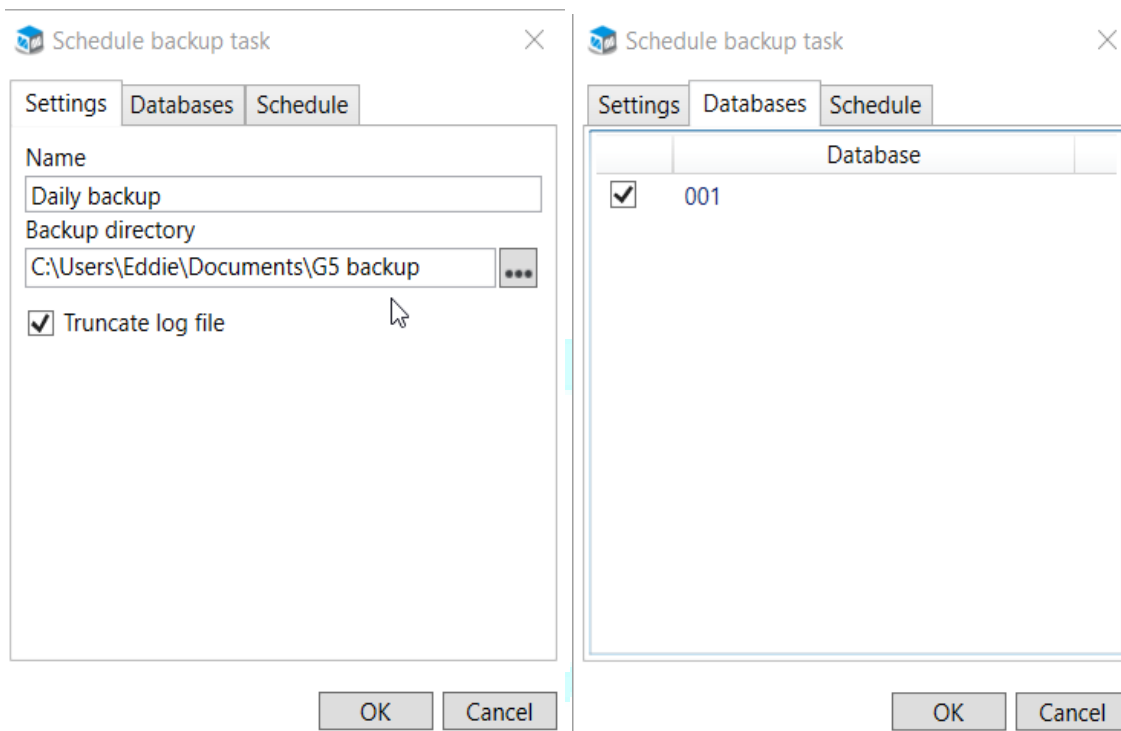 Schedule backup task
Settings Databases Schedule
Name
Daily backup
Backup directory
C:\Users\Eddie\Documents\G5 backup
Truncate log file
OK Cancel
Schedule backup task
Settings Databases Schedule
Database
001
OK Cancel